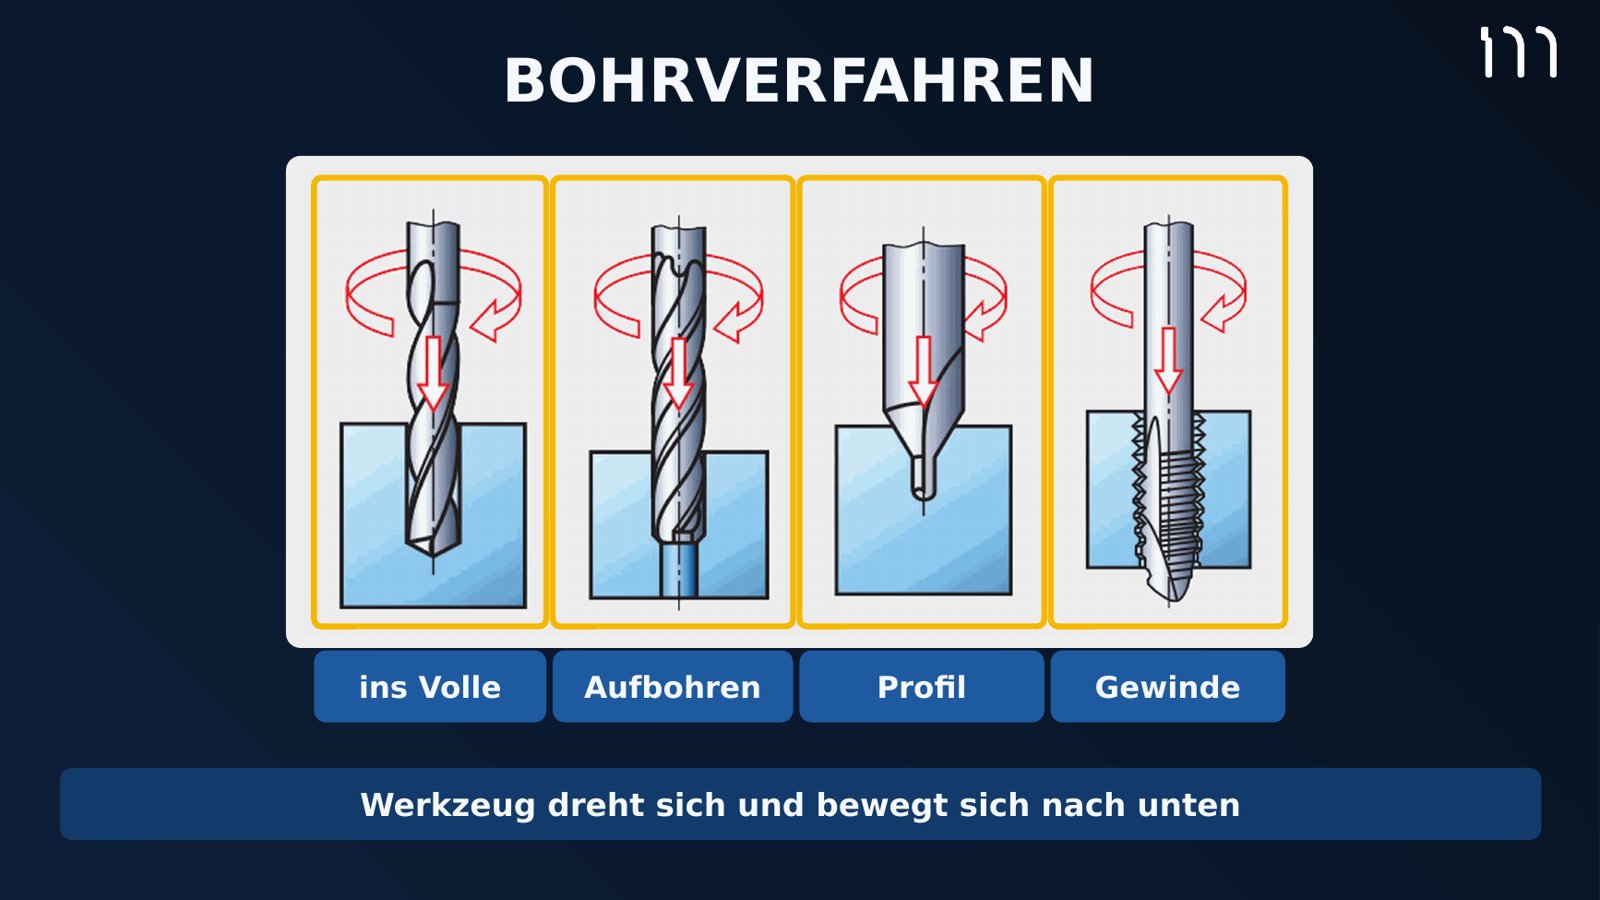 BOHRVERFAHREN
ins Volle
Aufbohren
Profil
Gewinde
Werkzeug dreht sich und bewegt sich nach unten